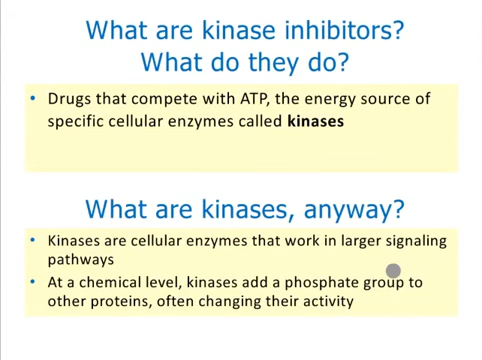 What are kinase inhibitors?
What do they do?
• Drugs that compete with ATP, the energy source of
specific cellular enzymes called kinases
What are kinases, anyway?
• Kinases are cellular enzymes that work in larger signaling
pathways
• At a chemical level, kinases add a phosphate group to
other proteins, often changing their activity